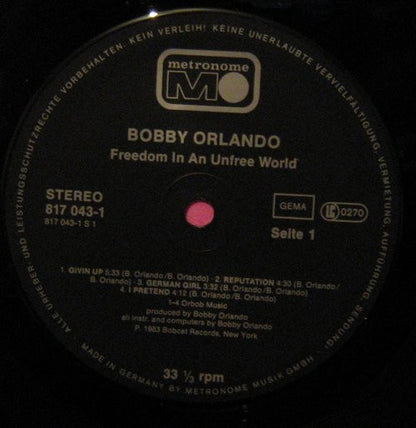 ALLE URHEBER UND LEISTUNGSSCHUTZRECHTE VORBEHALTEN. KEIN VERLEIH! KEINE UNERLAUBTE VERVIELFÄLTIGUNG, VERMIETUNG, AUFFÜHRUNG, SENDUNG!
metronome
MO
BOBBY ORLANDO
Freedom In An Unfree World
STEREO
817 043-1
817 043-1 S 1
GEMA
LC 0270
Seite 1
1. GIVIN UP 5:33 (B. Orlando/B. Orlando) · 2. REPUTATION 4:30 (B. Orlando/
B. Orlando) · 3. GERMAN GIRL 3:32 (B. Orlando/B. Orlando)
4. I PRETEND 4:12 (B. Orlando/B. Orlando)
1-4 Orbob Music
produced by Bobby Orlando
all instr. and computers by Bobby Orlando
P. 1983 Bobcat Records, New York
33 ⅓ rpm
MADE IN GERMANY BY METRONOME MUSIK GMBH